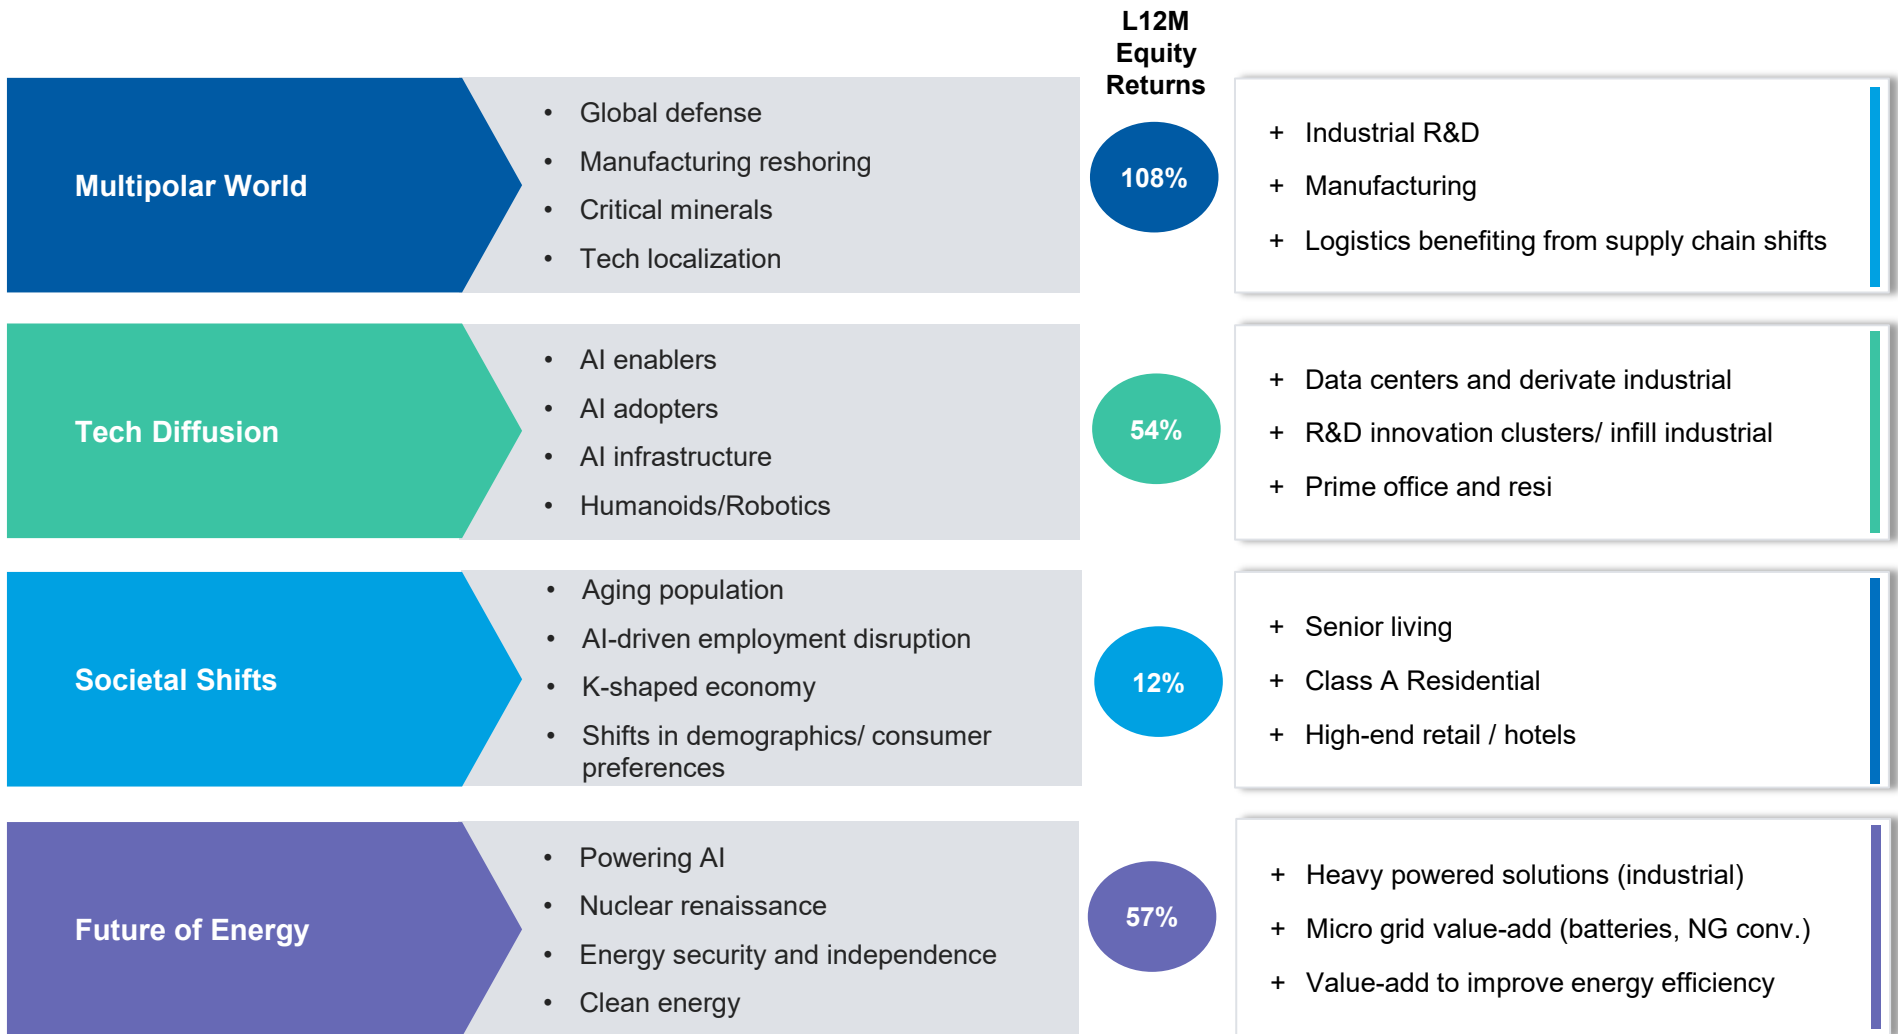 L12M
Equity
Returns
Multipolar World
• Global defense
• Manufacturing reshoring
• Critical minerals
• Tech localization
108%
+ Industrial R&D
+ Manufacturing
+ Logistics benefiting from supply chain shifts
Tech Diffusion
• AI enablers
• AI adopters
• AI infrastructure
• Humanoids/Robotics
54%
+ Data centers and derivate industrial
+ R&D innovation clusters/ infill industrial
+ Prime office and resi
Societal Shifts
• Aging population
• AI-driven employment disruption
• K-shaped economy
• Shifts in demographics/ consumer
preferences
12%
+ Senior living
+ Class A Residential
+ High-end retail / hotels
Future of Energy
• Powering AI
• Nuclear renaissance
• Energy security and independence
• Clean energy
57%
+ Heavy powered solutions (industrial)
+ Micro grid value-add (batteries, NG conv.)
+ Value-add to improve energy efficiency